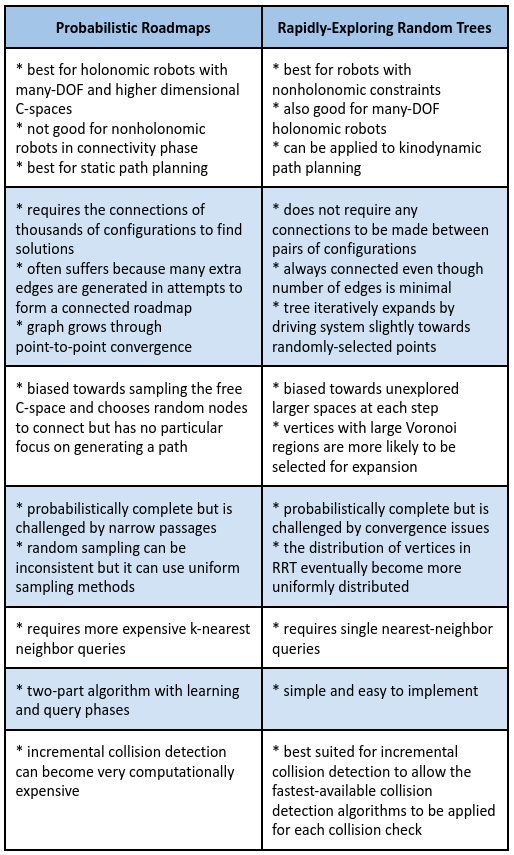 Probabilistic Roadmaps
Rapidly-Exploring Random Trees
* best for holonomic robots with
many-DOF and higher dimensional
C-spaces
* not good for nonholonomic
robots in connectivity phase
* best for static path planning
* best for robots with
nonholonomic constraints
* also good for many-DOF
holonomic robots
* can be applied to kinodynamic
path planning
* requires the connections of
thousands of configurations to find
solutions
* often suffers because many extra
edges are generated in attempts to
form a connected roadmap
* graph grows through
point-to-point convergence
* does not require any
connections to be made between
pairs of configurations
* always connected even though
number of edges is minimal
* tree iteratively expands by
driving system slightly towards
randomly-selected points
* biased towards sampling the free
C-space and chooses random nodes
to connect but has no particular
focus on generating a path
* biased towards unexplored
larger spaces at each step
* vertices with large Voronoi
regions are more likely to be
selected for expansion
* probabilistically complete but is
challenged by narrow passages
* random sampling can be
inconsistent but it can use uniform
sampling methods
* probabilistically complete but is
challenged by convergence issues
* the distribution of vertices in
RRT eventually become more
uniformly distributed
* requires more expensive k-nearest
neighbor queries
* requires single nearest-neighbor
queries
* two-part algorithm with learning
and query phases
* simple and easy to implement
* incremental collision detection
can become very computationally
expensive
* best suited for incremental
collision detection to allow the
fastest-available collision
detection algorithms to be applied
for each collision check